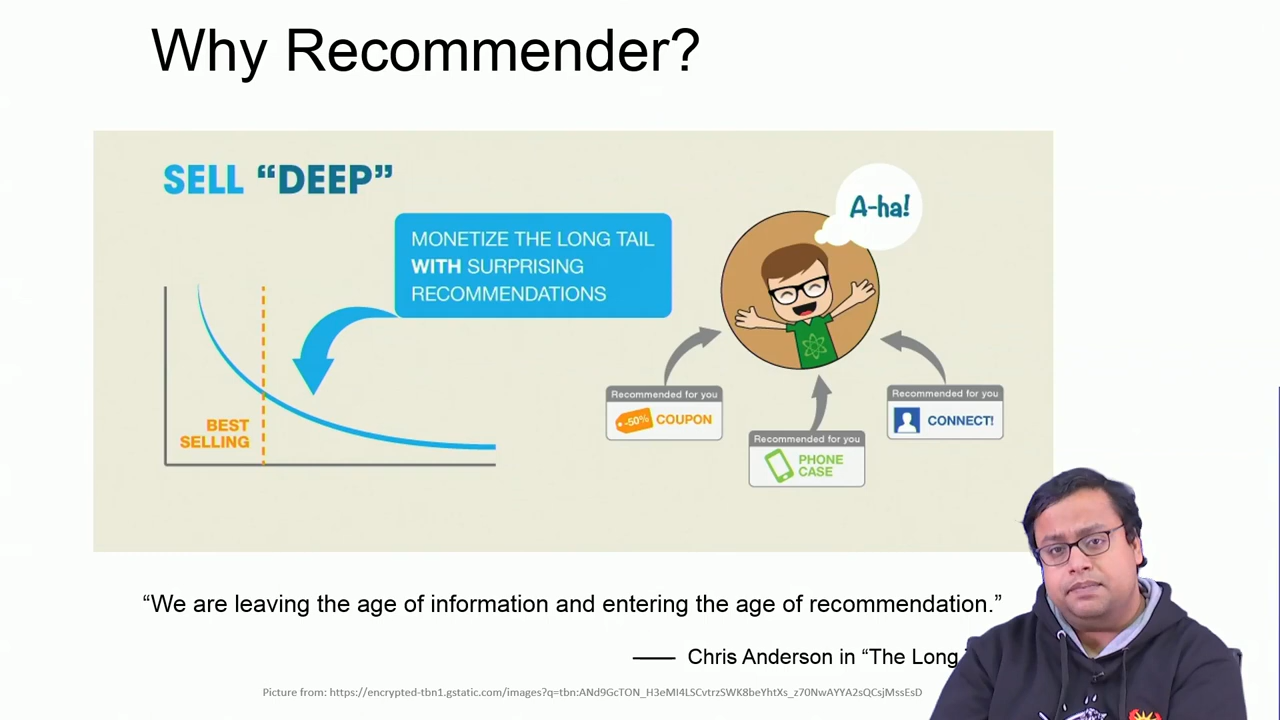 Why Recommender?
SELL “DEEP”
MONETIZE THE LONG TAIL
WITH SURPRISING
RECOMMENDATIONS
BEST
SELLING
A-ha!
Recommended for you
-50% COUPON
Recommended for you
PHONE
CASE
Recommended for you
CONNECT!
“We are leaving the age of information and entering the age of recommendation.”
—— Chris Anderson in “The Long
Picture from: https://encrypted-tbn1.gstatic.com/images?q=tbn:ANd9GcTON_H3eMI4LSCvtrzSWK8beYhtXs_z70NwAYYA2sQCsjMssEsD